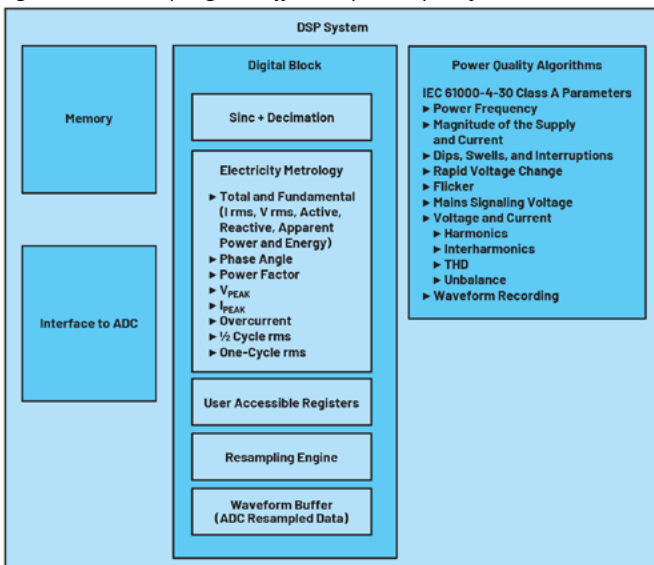 DSP System
Memory
Interface to ADC
Digital Block
Sinc + Decimation
Electricity Metrology
► Total and Fundamental
(I rms, V rms, Active,
Reactive, Apparent
Power and Energy)
► Phase Angle
► Power Factor
► VPEAK
► IPEAK
► Overcurrent
► ½ Cycle rms
► One-Cycle rms
User Accessible Registers
Resampling Engine
Waveform Buffer
(ADC Resampled Data)
Power Quality Algorithms
IEC 61000-4-30 Class A Parameters
► Power Frequency
► Magnitude of the Supply
and Current
► Dips, Swells, and Interruptions
► Rapid Voltage Change
► Flicker
► Mains Signaling Voltage
► Voltage and Current
► Harmonics
► Interharmonics
► THD
► Unbalance
► Waveform Recording